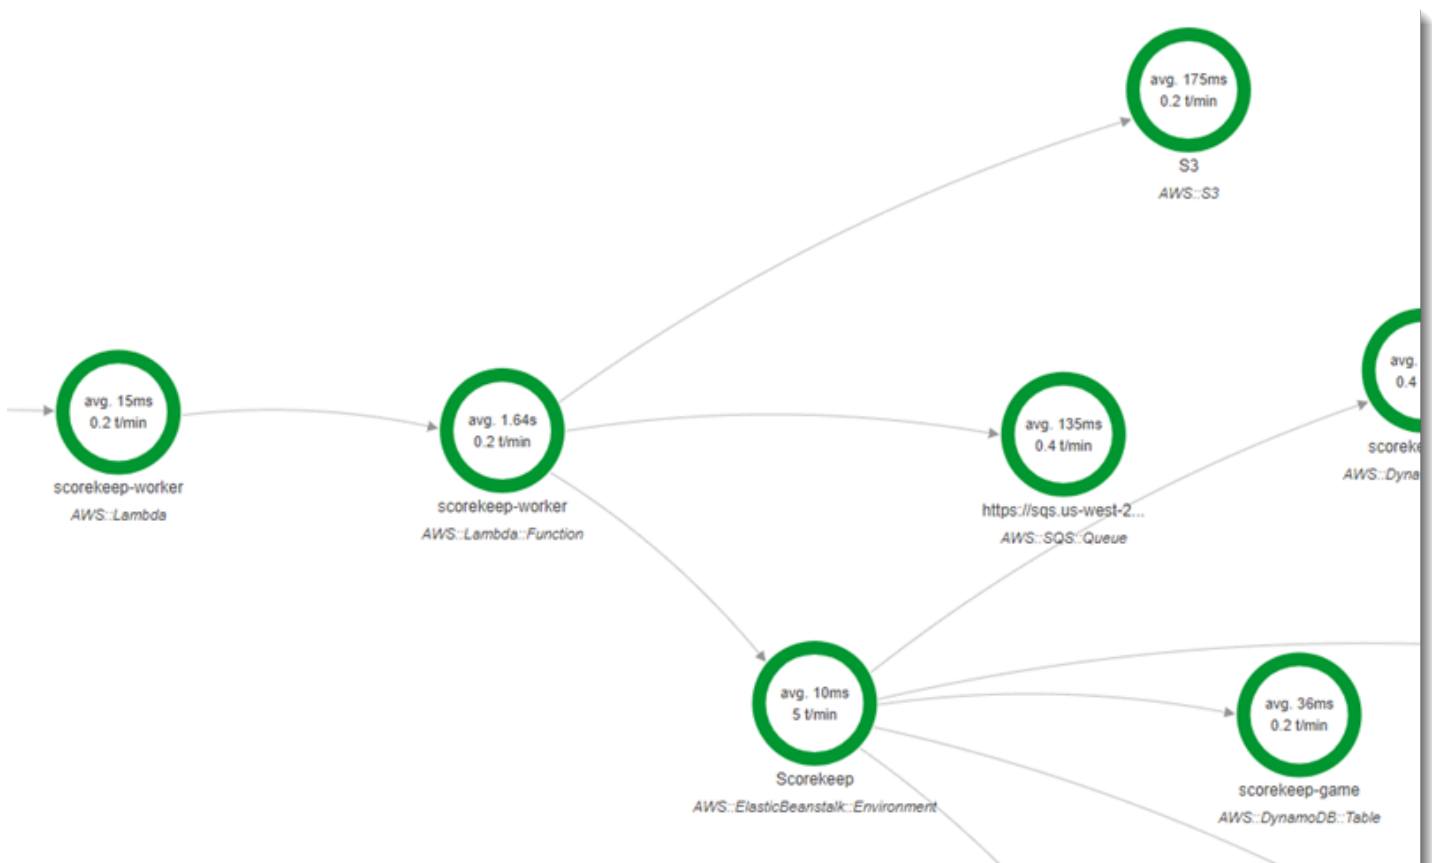 avg. 175ms
0.2 t/min
S3
AWS::S3
avg. 15ms
0.2 t/min
scorekeep-worker
AWS::Lambda
avg. 1.64s
0.2 t/min
scorekeep-worker
AWS::Lambda::Function
avg. 135ms
0.4 t/min
https://sqs.us-west-2...
AWS::SQS::Queue
avg.
0.4
scoreke
AWS::Dyna
avg. 10ms
5 t/min
Scorekeep
AWS::ElasticBeanstalk::Environment
avg. 36ms
0.2 t/min
scorekeep-game
AWS::DynamoDB::Table